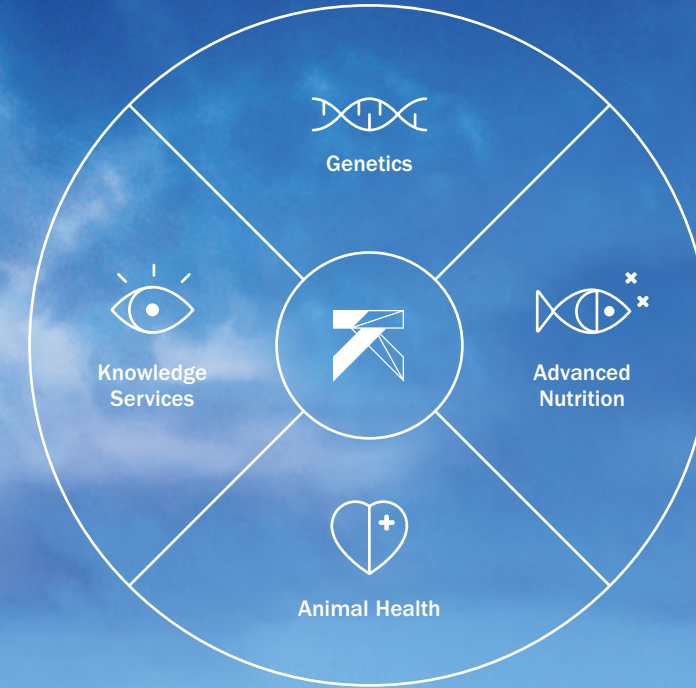 Genetics
Knowledge
Services
Advanced
Nutrition
Animal Health